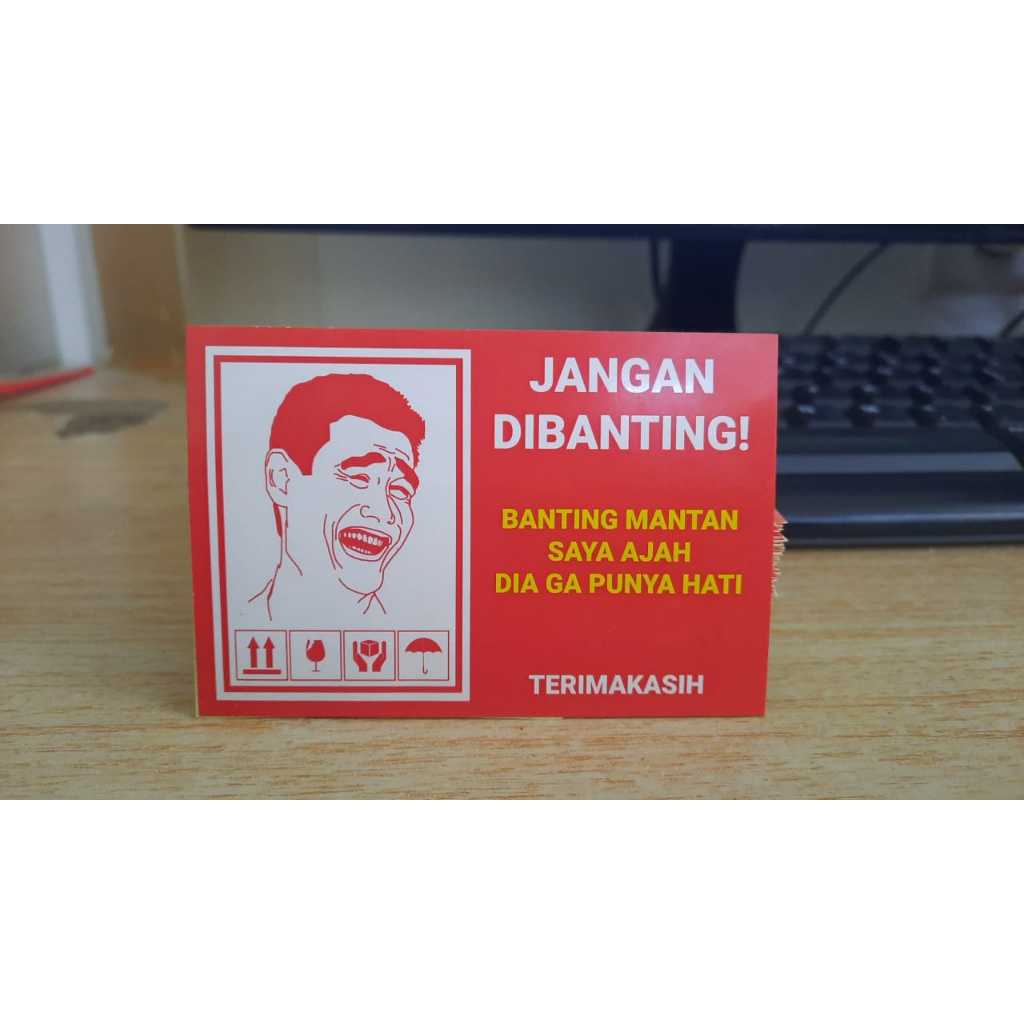 JANGAN
DIBANTING!
BANTING MANTAN
SAYA AJAH
DIA GA PUNYA HATI
TERIMAKASIH